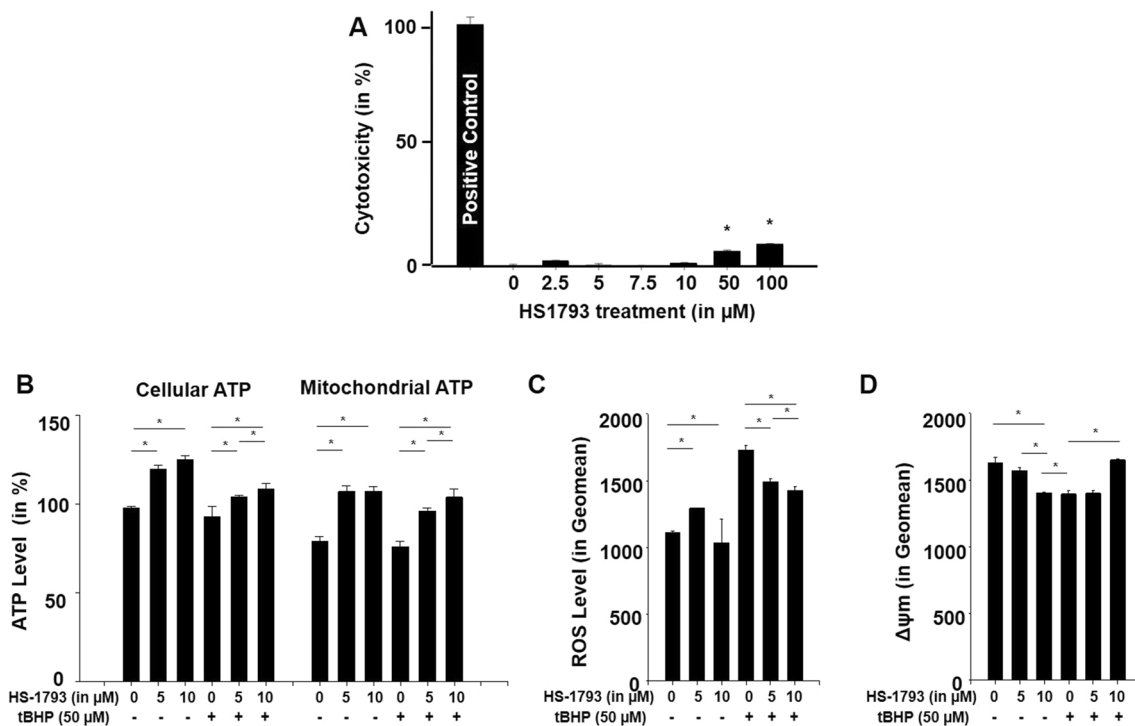 A
Cytotoxicity (in %)
100
50
0
Positive Control
* *
0 2.5 5 7.5 10 50 100
HS1793 treatment (in µM)
B
Cellular ATP Mitochondrial ATP
ATP Level (in %)
150
100
50
0
* * * * * * * * * *
HS-1793 (in µM) 0 5 10 0 5 10 0 5 10 0 5 10
tBHP (50 µM) - - - + + + - - - + + +
C
ROS Level (in Geomean)
2000
1500
1000
500
0
* * * * *
HS-1793 (in µM) 0 5 10 0 5 10
tBHP (50 µM) - - - + + +
D
Δψm (in Geomean)
2000
1500
1000
500
0
* * * *
HS-1793 (in µM) 0 5 10 0 5 10
tBHP (50 µM) - - - + + +